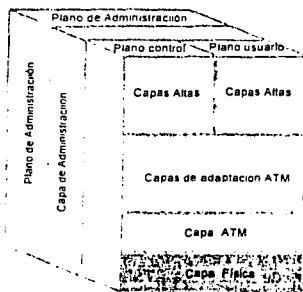 Plano de Administración
Plano control
Plano usuario
Plano de Administración
Capa de Administración
Capas Altas
Capas Altas
Capas de adaptacion ATM
Capa ATM
Capa Física